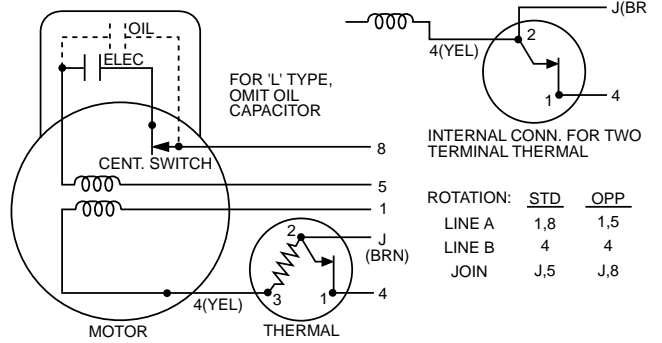 OIL
ELEC
FOR 'L' TYPE,
OMIT OIL
CAPACITOR
CENT. SWITCH
8
5
1
2
J
(BRN)
3
1
4
4(YEL)
MOTOR
THERMAL
J(BR
2
4(YEL)
1
4
INTERNAL CONN. FOR TWO
TERMINAL THERMAL
ROTATION: STD OPP
LINE A 1,8 1,5
LINE B 4 4
JOIN J,5 J,8